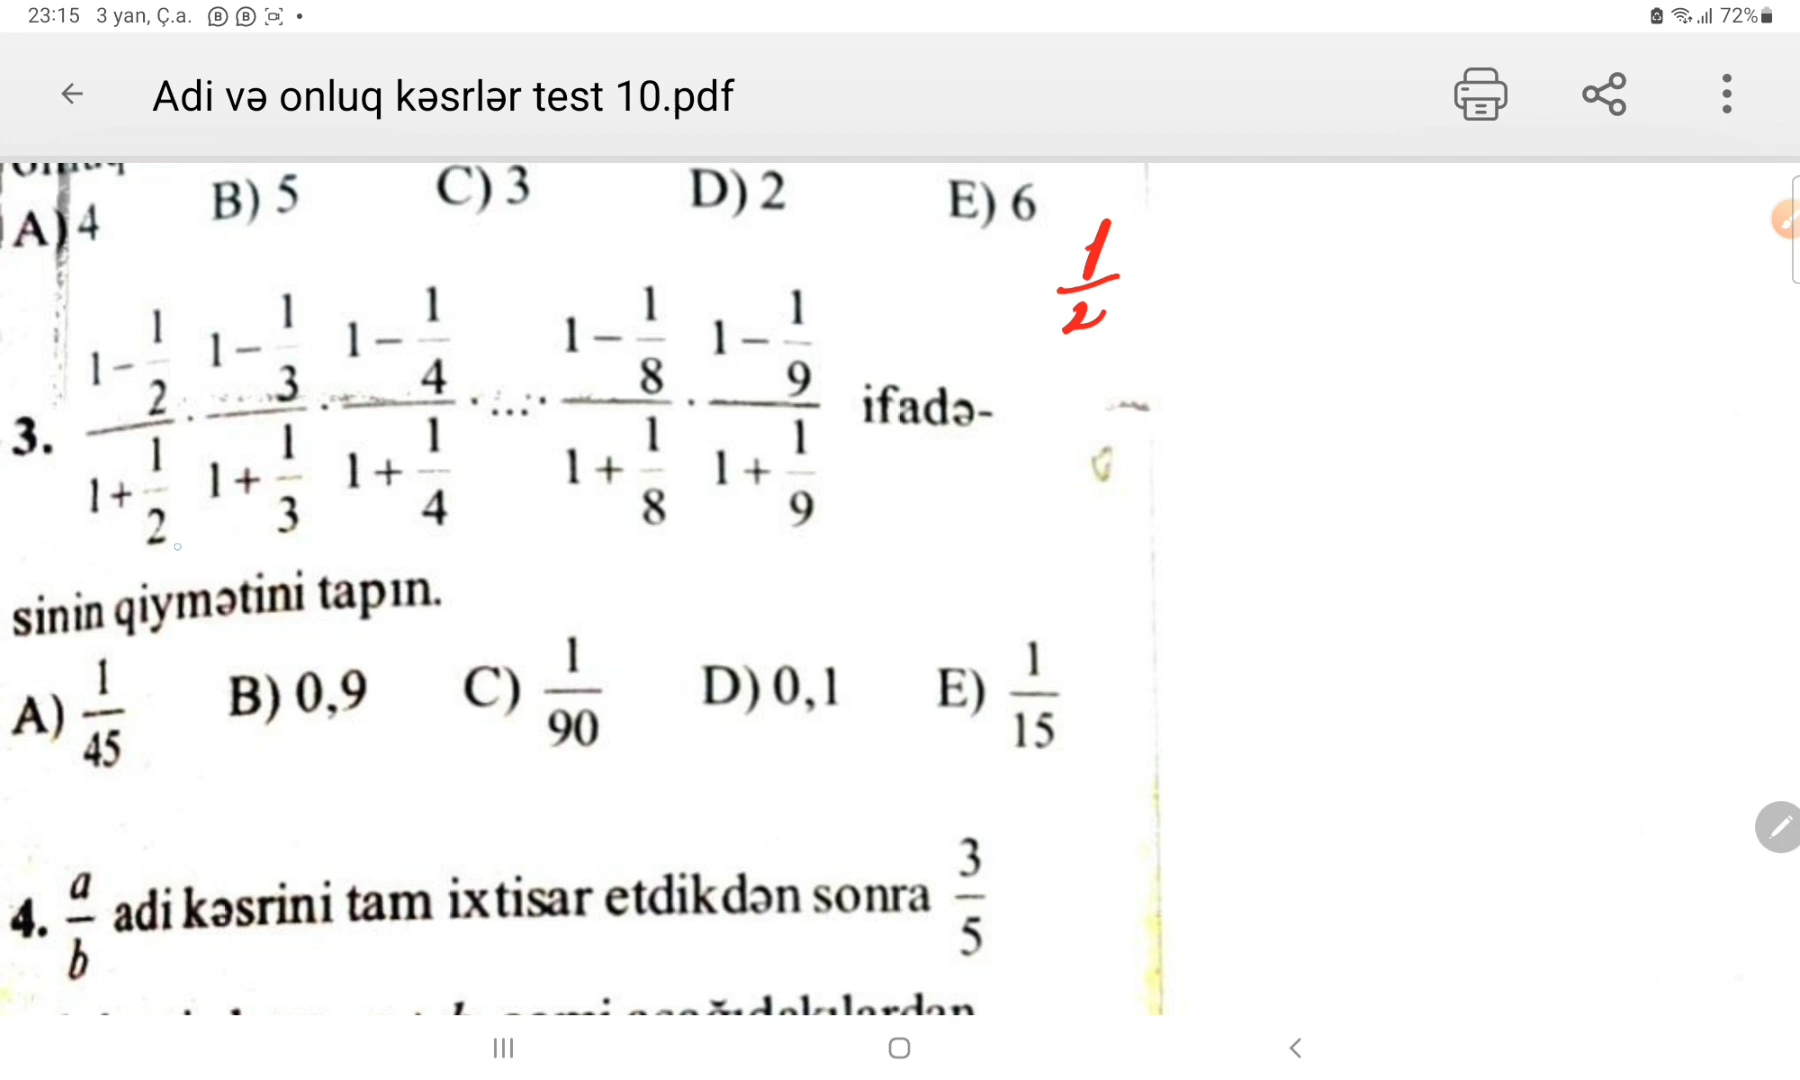 23:15 3 yan, Ç.a.
72%
Adi və onluq kəsrlər test 10.pdf
A) 4 B) 5 C) 3 D) 2 E) 6
1/2
3. (1 - 1/2)/(1 + 1/2) · (1 - 1/3)/(1 + 1/3) · (1 - 1/4)/(1 + 1/4) · ... · (1 - 1/8)/(1 + 1/8) · (1 - 1/9)/(1 + 1/9) ifadə-
sinin qiymətini tapın.
A) 1/45 B) 0,9 C) 1/90 D) 0,1 E) 1/15
4. a/b adi kəsrini tam ixtisar etdikdən sonra 3/5